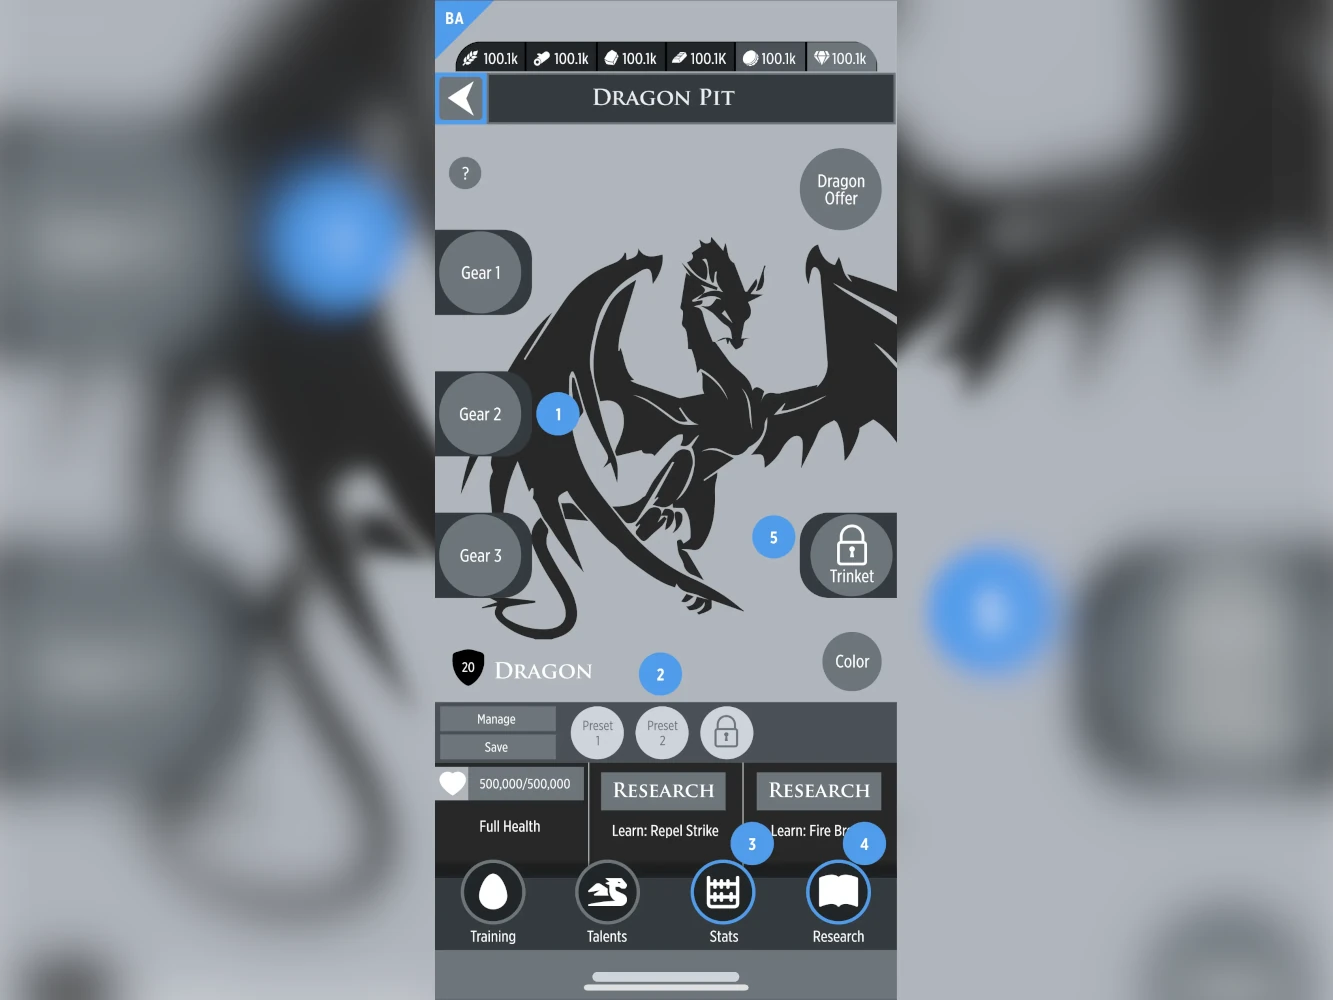 BA
100.1k 100.1k 100.1k 100.1K 100.1k 100.1k
DRAGON PIT
?
Dragon
Offer
Gear 1
Gear 2
1
Gear 3
5
Trinket
20
DRAGON
2
Color
Manage
Save
Preset
1
Preset
2
500,000/500,000
Full Health
RESEARCH
Learn: Repel Strike
RESEARCH
Learn: Fire
3
4
Training
Talents
Stats
Research